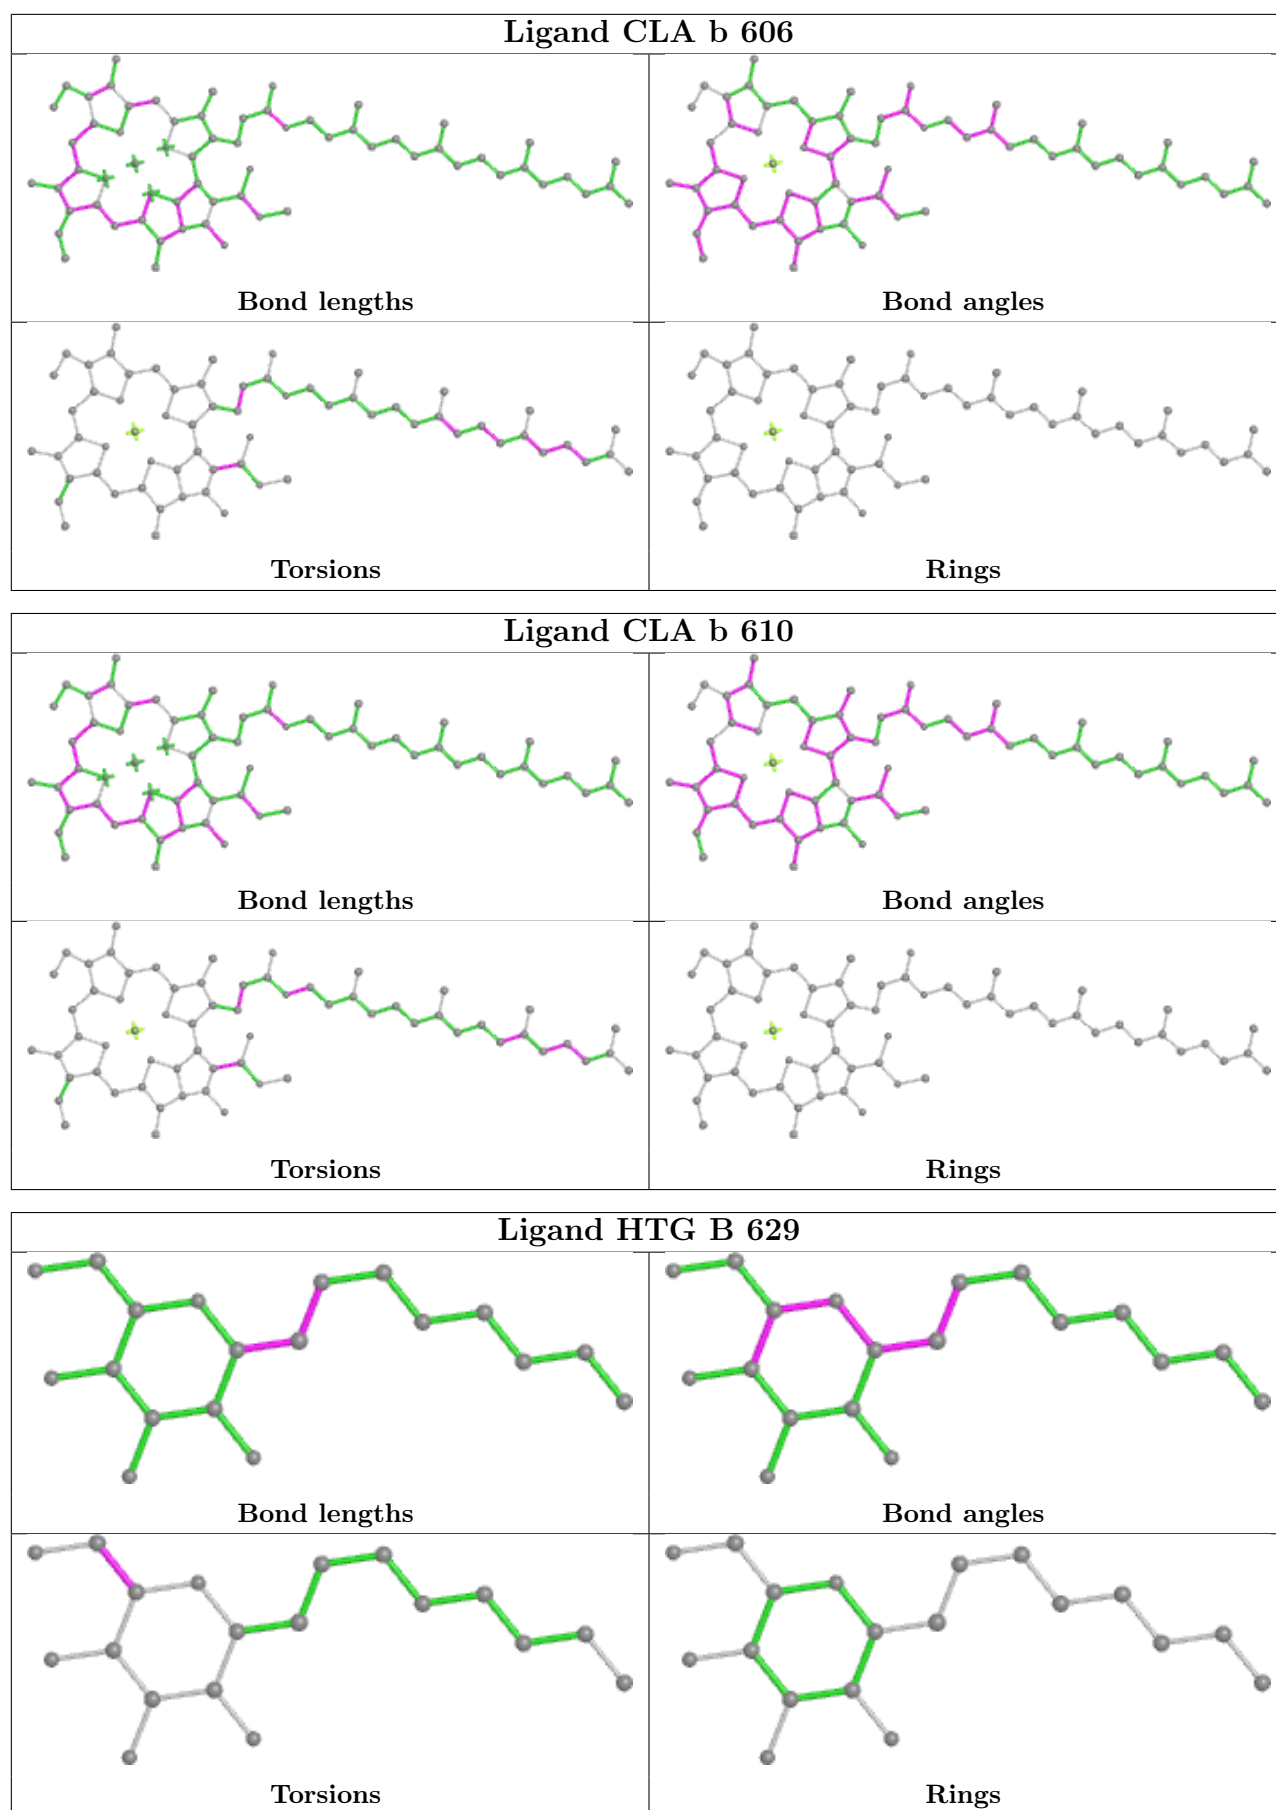 Ligand CLA b 606
Bond lengths
Bond angles
Torsions
Rings
Ligand CLA b 610
Bond lengths
Bond angles
Torsions
Rings
Ligand HTG B 629
Bond lengths
Bond angles
Torsions
Rings